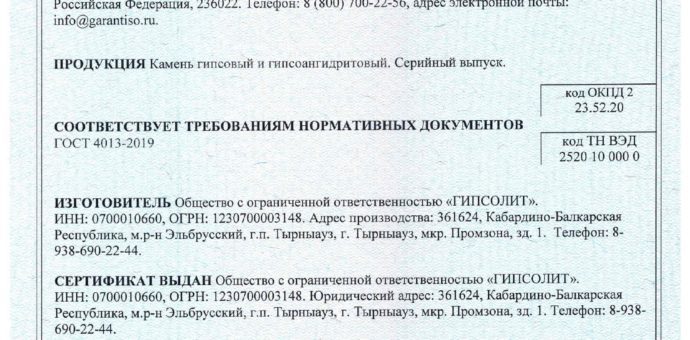 Российская Федерация, 236022. Телефон: 8 (800) 700-22-56, адрес электронной почты:
info@garantiso.ru.
ПРОДУКЦИЯ Камень гипсовый и гипсоангидритовый. Серийный выпуск.
код ОКПД 2
23.52.20
СООТВЕТСТВУЕТ ТРЕБОВАНИЯМ НОРМАТИВНЫХ ДОКУМЕНТОВ
ГОСТ 4013-2019
код ТН ВЭД
2520 10 000 0
ИЗГОТОВИТЕЛЬ Общество с ограниченной ответственностью «ГИПСОЛИТ».
ИНН: 0700010660, ОГРН: 1230700003148. Адрес производства: 361624, Кабардино-Балкарская
Республика, м.р-н Эльбрусский, г.п. Тырныауз, г. Тырныауз, мкр. Промзона, зд. 1. Телефон: 8-
938-690-22-44.
СЕРТИФИКАТ ВЫДАН Общество с ограниченной ответственностью «ГИПСОЛИТ».
ИНН: 0700010660, ОГРН: 1230700003148. Юридический адрес: 361624, Кабардино-Балкарская
Республика, м.р-н Эльбрусский, г.п. Тырныауз, г. Тырныауз, мкр. Промзона, зд. 1. Телефон: 8-938-
690-22-44.